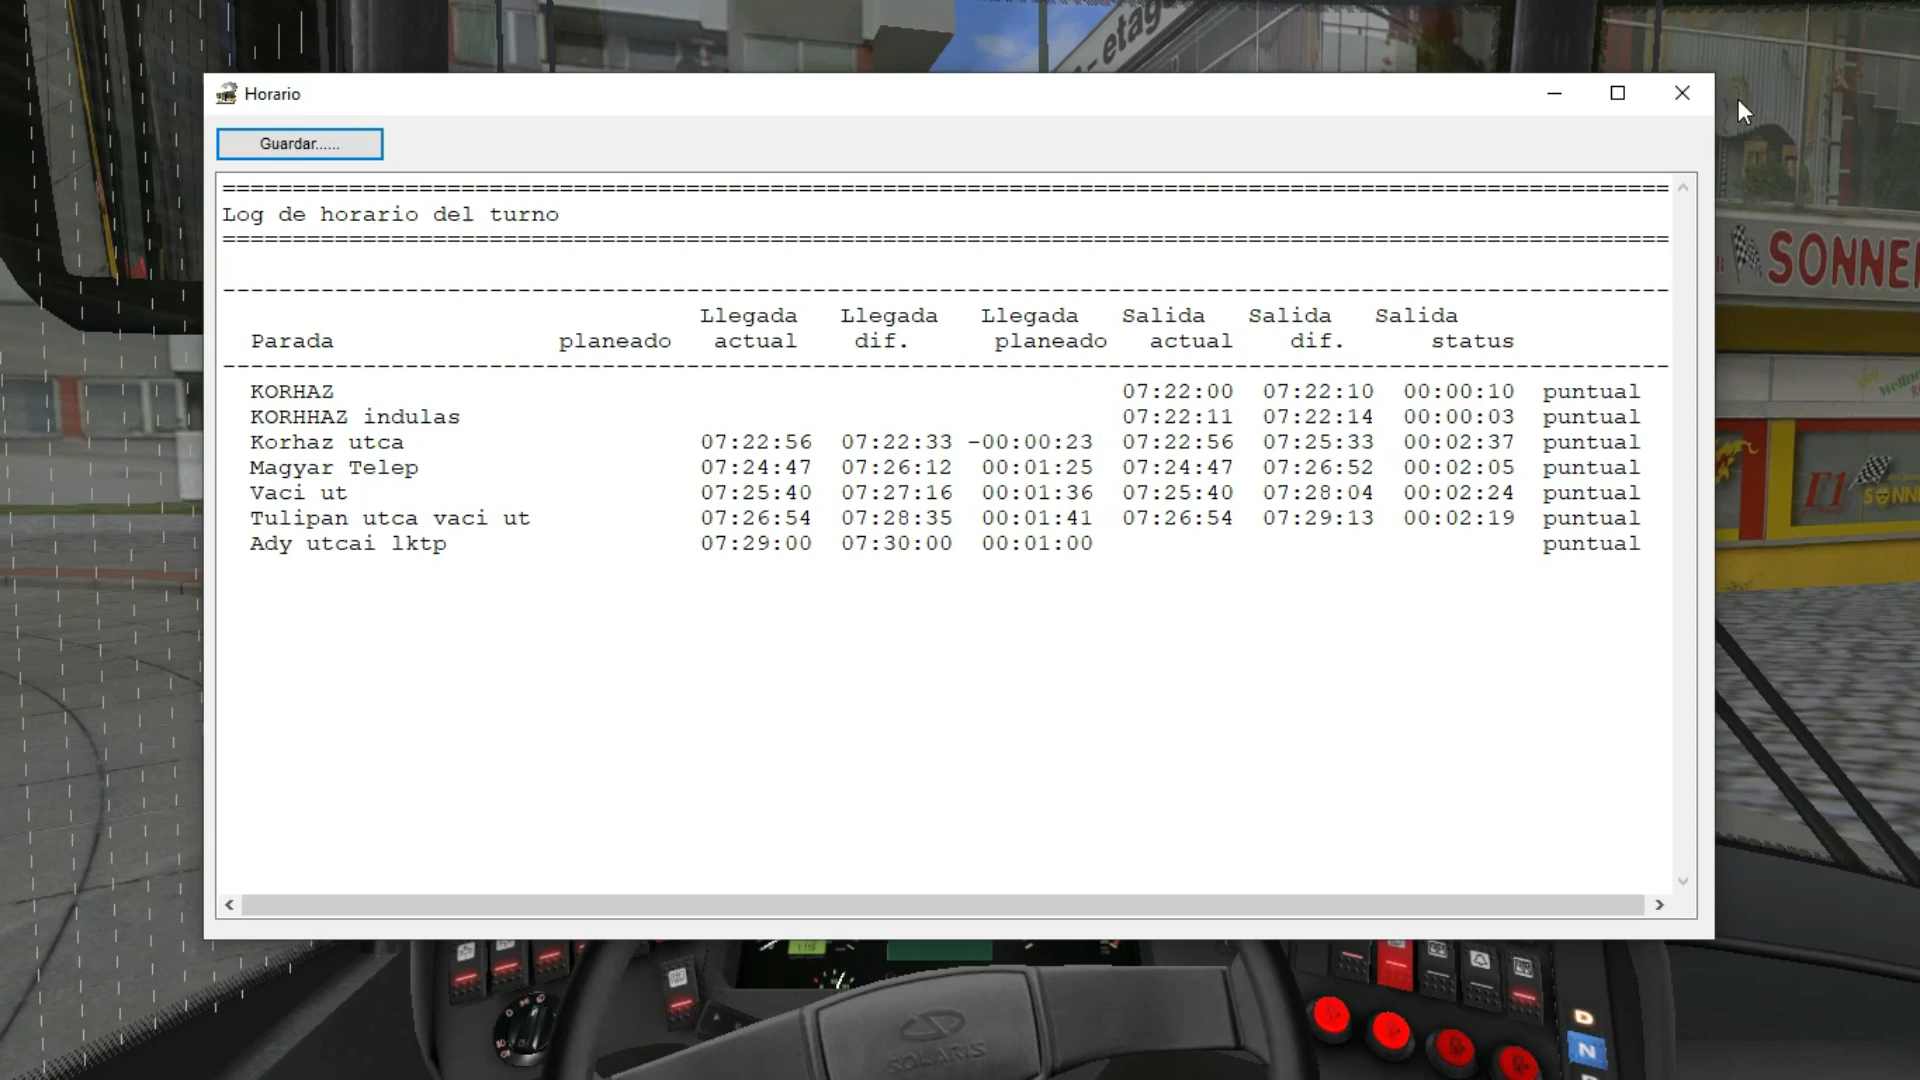 - etag
Horario
Guardar......
=======================================================================================================
Log de horario del turno
=======================================================================================================
-------------------------------------------------------------------------------------------------------
Llegada Llegada Llegada Salida Salida Salida
Parada planeado actual dif. planeado actual dif. status
-------------------------------------------------------------------------------------------------------
KORHAZ 07:22:00 07:22:10 00:00:10 puntual
KORHHAZ indulas 07:22:11 07:22:14 00:00:03 puntual
Korhaz utca 07:22:56 07:22:33 -00:00:23 07:22:56 07:25:33 00:02:37 puntual
Magyar Telep 07:24:47 07:26:12 00:01:25 07:24:47 07:26:52 00:02:05 puntual
Vaci ut 07:25:40 07:27:16 00:01:36 07:25:40 07:28:04 00:02:24 puntual
Tulipan utca vaci ut 07:26:54 07:28:35 00:01:41 07:26:54 07:29:13 00:02:19 puntual
Ady utcai lktp 07:29:00 07:30:00 00:01:00 puntual
SONNE
SONN
SOLARIS
D
N